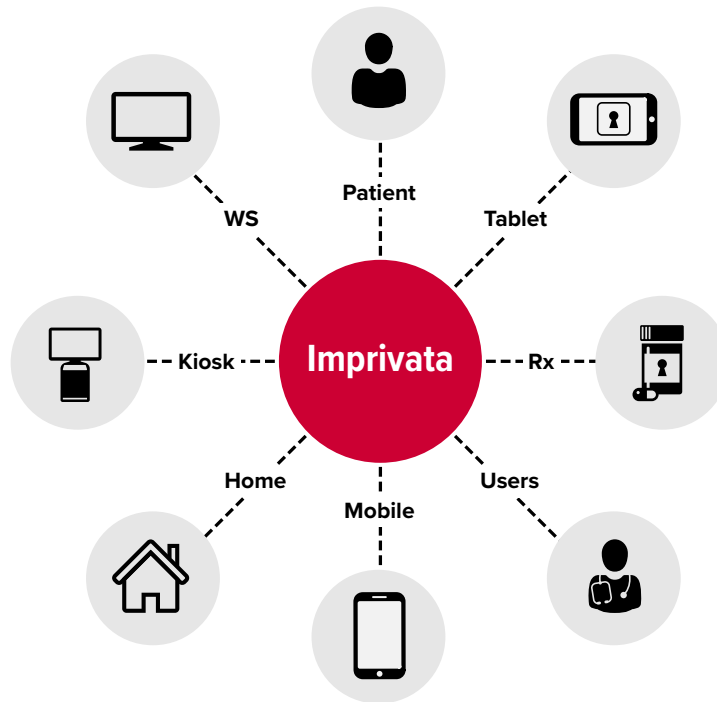 Patient
WS
Tablet
Kiosk
Imprivata
Rx
Home
Users
Mobile